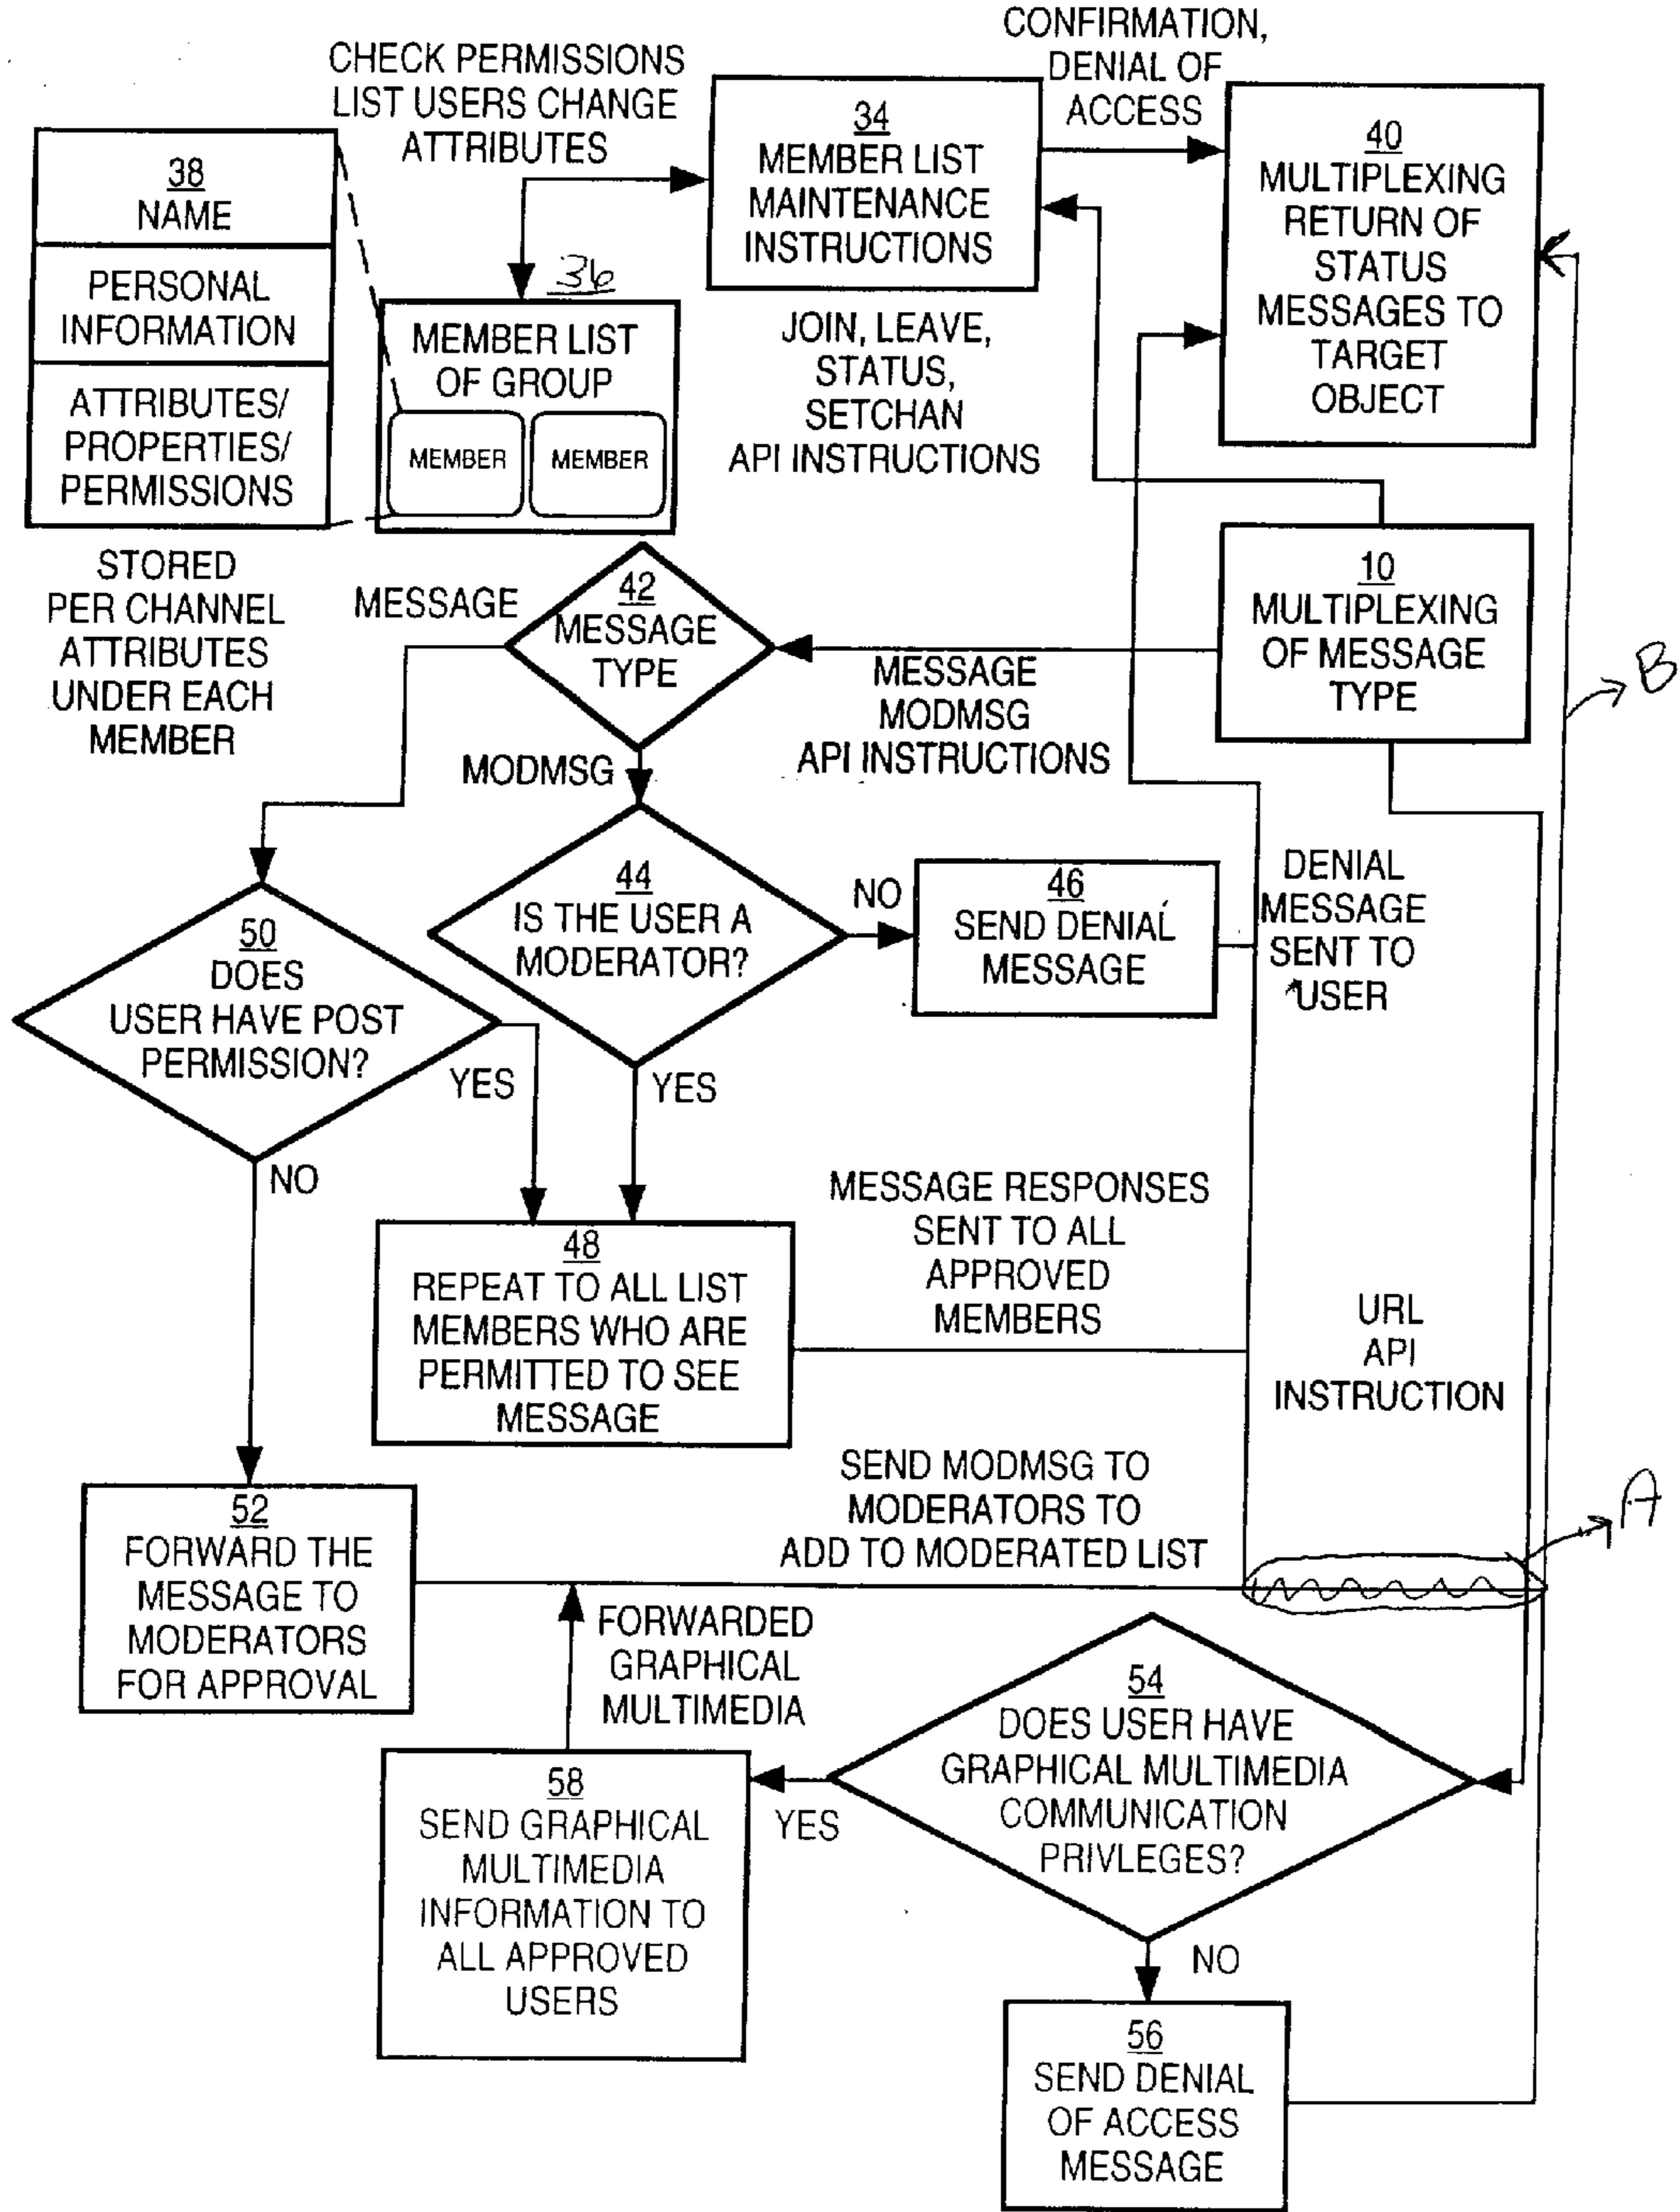 CONFIRMATION,
DENIAL OF
ACCESS
CHECK PERMISSIONS
LIST USERS CHANGE
ATTRIBUTES
38
NAME
PERSONAL
INFORMATION
ATTRIBUTES/
PROPERTIES/
PERMISSIONS
STORED
PER CHANNEL
ATTRIBUTES
UNDER EACH
MEMBER
36
MEMBER LIST
OF GROUP
MEMBER
MEMBER
34
MEMBER LIST
MAINTENANCE
INSTRUCTIONS
JOIN, LEAVE,
STATUS,
SETCHAN
API INSTRUCTIONS
40
MULTIPLEXING
RETURN OF
STATUS
MESSAGES TO
TARGET
OBJECT
10
MULTIPLEXING
OF MESSAGE
TYPE
B
MESSAGE
42
MESSAGE
TYPE
MESSAGE
MODMSG
API INSTRUCTIONS
MODMSG
44
IS THE USER A
MODERATOR?
NO
46
SEND DENIAL
MESSAGE
DENIAL
MESSAGE
SENT TO
USER
50
DOES
USER HAVE POST
PERMISSION?
YES
YES
NO
48
REPEAT TO ALL LIST
MEMBERS WHO ARE
PERMITTED TO SEE
MESSAGE
MESSAGE RESPONSES
SENT TO ALL
APPROVED
MEMBERS
URL
API
INSTRUCTION
52
FORWARD THE
MESSAGE TO
MODERATORS
FOR APPROVAL
SEND MODMSG TO
MODERATORS TO
ADD TO MODERATED LIST
A
FORWARDED
GRAPHICAL
MULTIMEDIA
54
DOES USER HAVE
GRAPHICAL MULTIMEDIA
COMMUNICATION
PRIVLEGES?
YES
58
SEND GRAPHICAL
MULTIMEDIA
INFORMATION TO
ALL APPROVED
USERS
NO
56
SEND DENIAL
OF ACCESS
MESSAGE